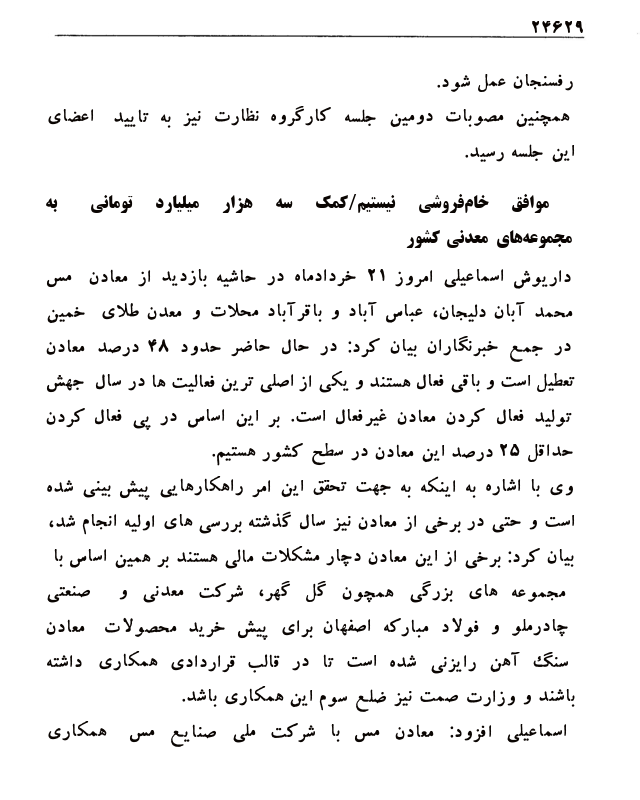 ۲۴۶۲۹
رفسنجان عمل شود.
همچنین مصوبات دومین جلسه کارگروه نظارت نیز به تایید اعضای
این جلسه رسید.
موافق خام‌فروشی نیستیم/کمک سه هزار میلیارد تومانی به
مجموعه‌های معدنی کشور
داریوش اسماعیلی امروز ۲۱ خردادماه در حاشیه بازدید از معادن مس
محمد آبان دلیجان، عباس آباد و باقرآباد محلات و معدن طلای خمین
در جمع خبرنگاران بیان کرد: در حال حاضر حدود ۴۸ درصد معادن
تعطیل است و باقی فعال هستند و یکی از اصلی ترین فعالیت ها در سال جهش
تولید فعال کردن معادن غیرفعال است. بر این اساس در پی فعال کردن
حداقل ۲۵ درصد این معادن در سطح کشور هستیم.
وی با اشاره به اینکه به جهت تحقق این امر راهکارهایی پیش بینی شده
است و حتی در برخی از معادن نیز سال گذشته بررسی های اولیه انجام شد،
بیان کرد: برخی از این معادن دچار مشکلات مالی هستند بر همین اساس با
مجموعه های بزرگی همچون گل گهر، شرکت معدنی و صنعتی
چادرملو و فولاد مبارکه اصفهان برای پیش خرید محصولات معادن
سنگ آهن رایزنی شده است تا در قالب قراردادی همکاری داشته
باشند و وزارت صمت نیز ضلع سوم این همکاری باشد.
اسماعیلی افزود: معادن مس با شرکت ملی صنایع مس همکاری